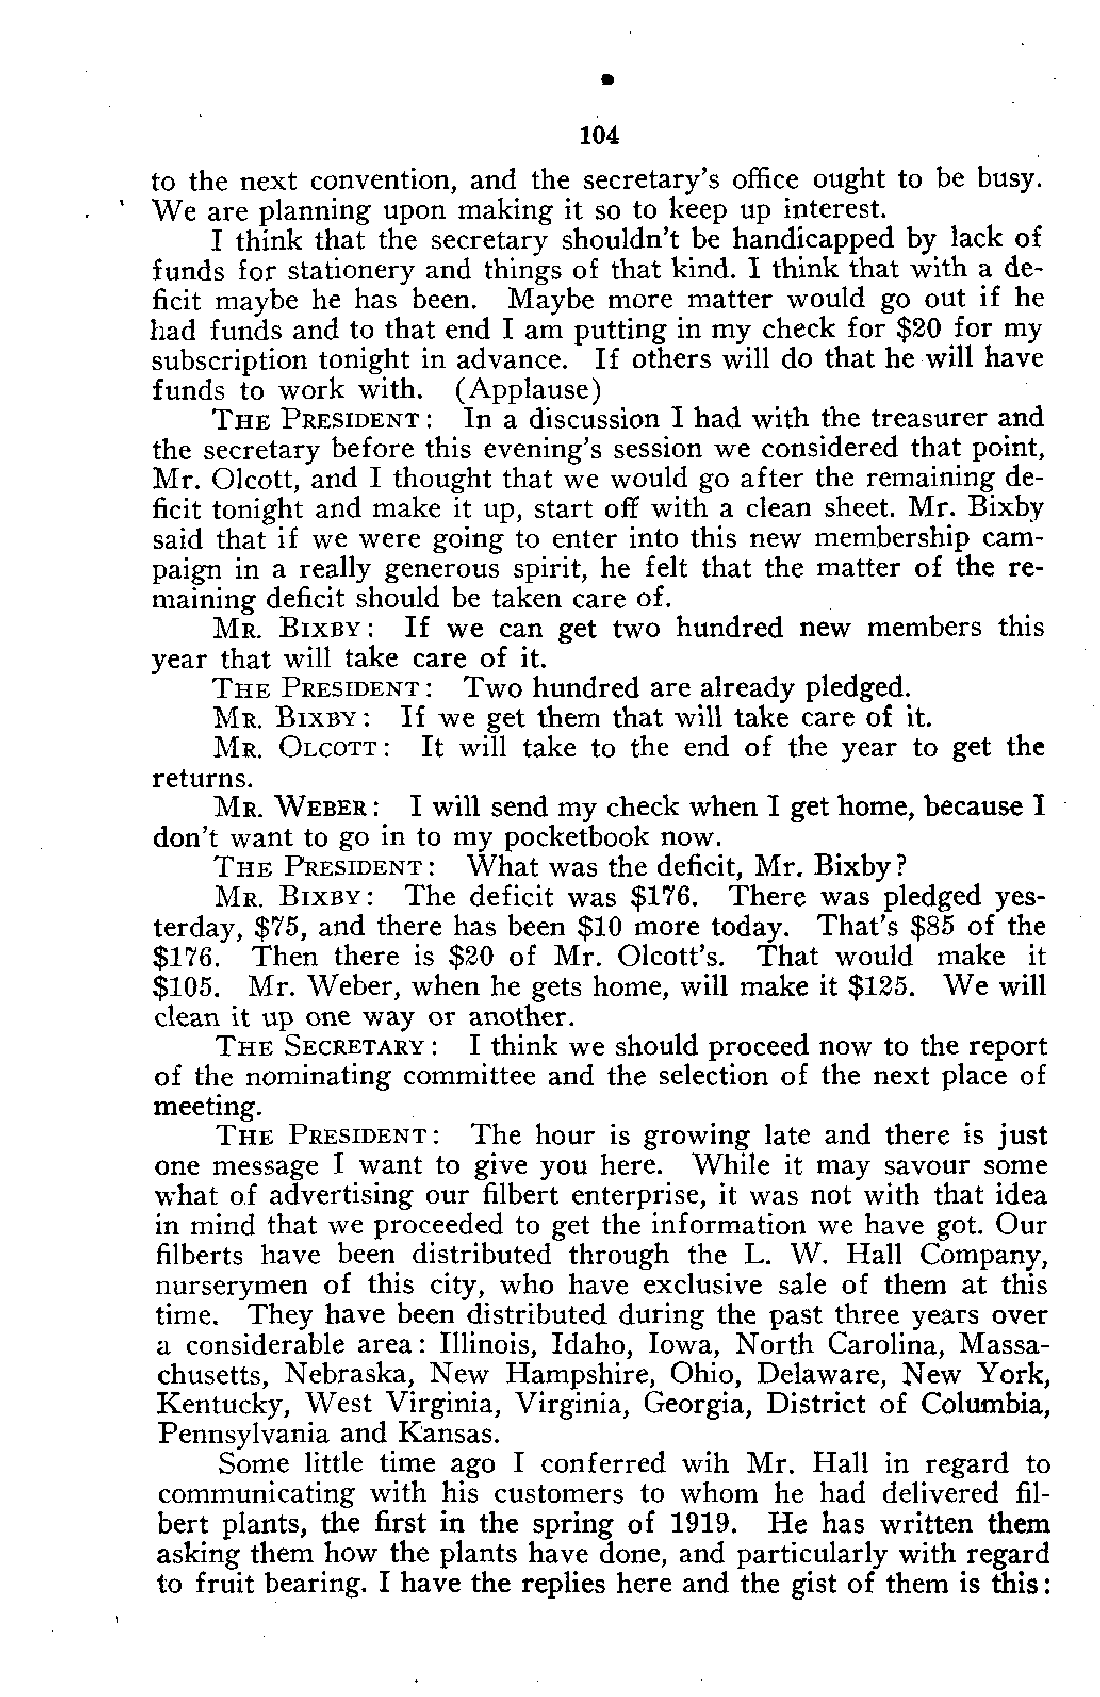 104
to the next convention, and the secretary's office ought to be busy.
We are planning upon making it so to keep up interest.
I think that the secretary shouldn't be handicapped by lack of
funds for stationery and things of that kind. I think that with a de-
ficit maybe he has been. Maybe more matter would go out if he
had funds and to that end I am putting in my check for $20 for my
subscription tonight in advance. If others will do that he will have
funds to work with. (Applause)
THE PRESIDENT: In a discussion I had with the treasurer and
the secretary before this evening's session we considered that point,
Mr. Olcott, and I thought that we would go after the remaining de-
ficit tonight and make it up, start off with a clean sheet. Mr. Bixby
said that if we were going to enter into this new membership cam-
paign in a really generous spirit, he felt that the matter of the re-
maining deficit should be taken care of.
MR. BIXBY: If we can get two hundred new members this
year that will take care of it.
THE PRESIDENT: Two hundred are already pledged.
MR. BIXBY: If we get them that will take care of it.
MR. OLCOTT: It will take to the end of the year to get the
returns.
MR. WEBER: I will send my check when I get home, because I
don't want to go in to my pocketbook now.
THE PRESIDENT: What was the deficit, Mr. Bixby?
MR. BIXBY: The deficit was $176. There was pledged yes-
terday, $75, and there has been $10 more today. That's $85 of the
$176. Then there is $20 of Mr. Olcott's. That would make it
$105. Mr. Weber, when he gets home, will make it $125. We will
clean it up one way or another.
THE SECRETARY: I think we should proceed now to the report
of the nominating committee and the selection of the next place of
meeting.
THE PRESIDENT: The hour is growing late and there is just
one message I want to give you here. While it may savour some
what of advertising our filbert enterprise, it was not with that idea
in mind that we proceeded to get the information we have got. Our
filberts have been distributed through the L. W. Hall Company,
nurserymen of this city, who have exclusive sale of them at this
time. They have been distributed during the past three years over
a considerable area: Illinois, Idaho, Iowa, North Carolina, Massa-
chusetts, Nebraska, New Hampshire, Ohio, Delaware, New York,
Kentucky, West Virginia, Virginia, Georgia, District of Columbia,
Pennsylvania and Kansas.
Some little time ago I conferred wih Mr. Hall in regard to
communicating with his customers to whom he had delivered fil-
bert plants, the first in the spring of 1919. He has written them
asking them how the plants have done, and particularly with regard
to fruit bearing. I have the replies here and the gist of them is this: